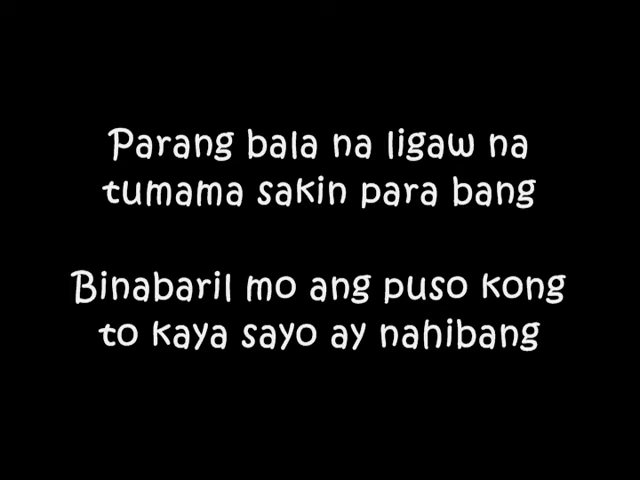 Parang bala na ligaw na
tumama sakin para bang
Binabaril mo ang puso kong
to kaya sayo ay nahibang